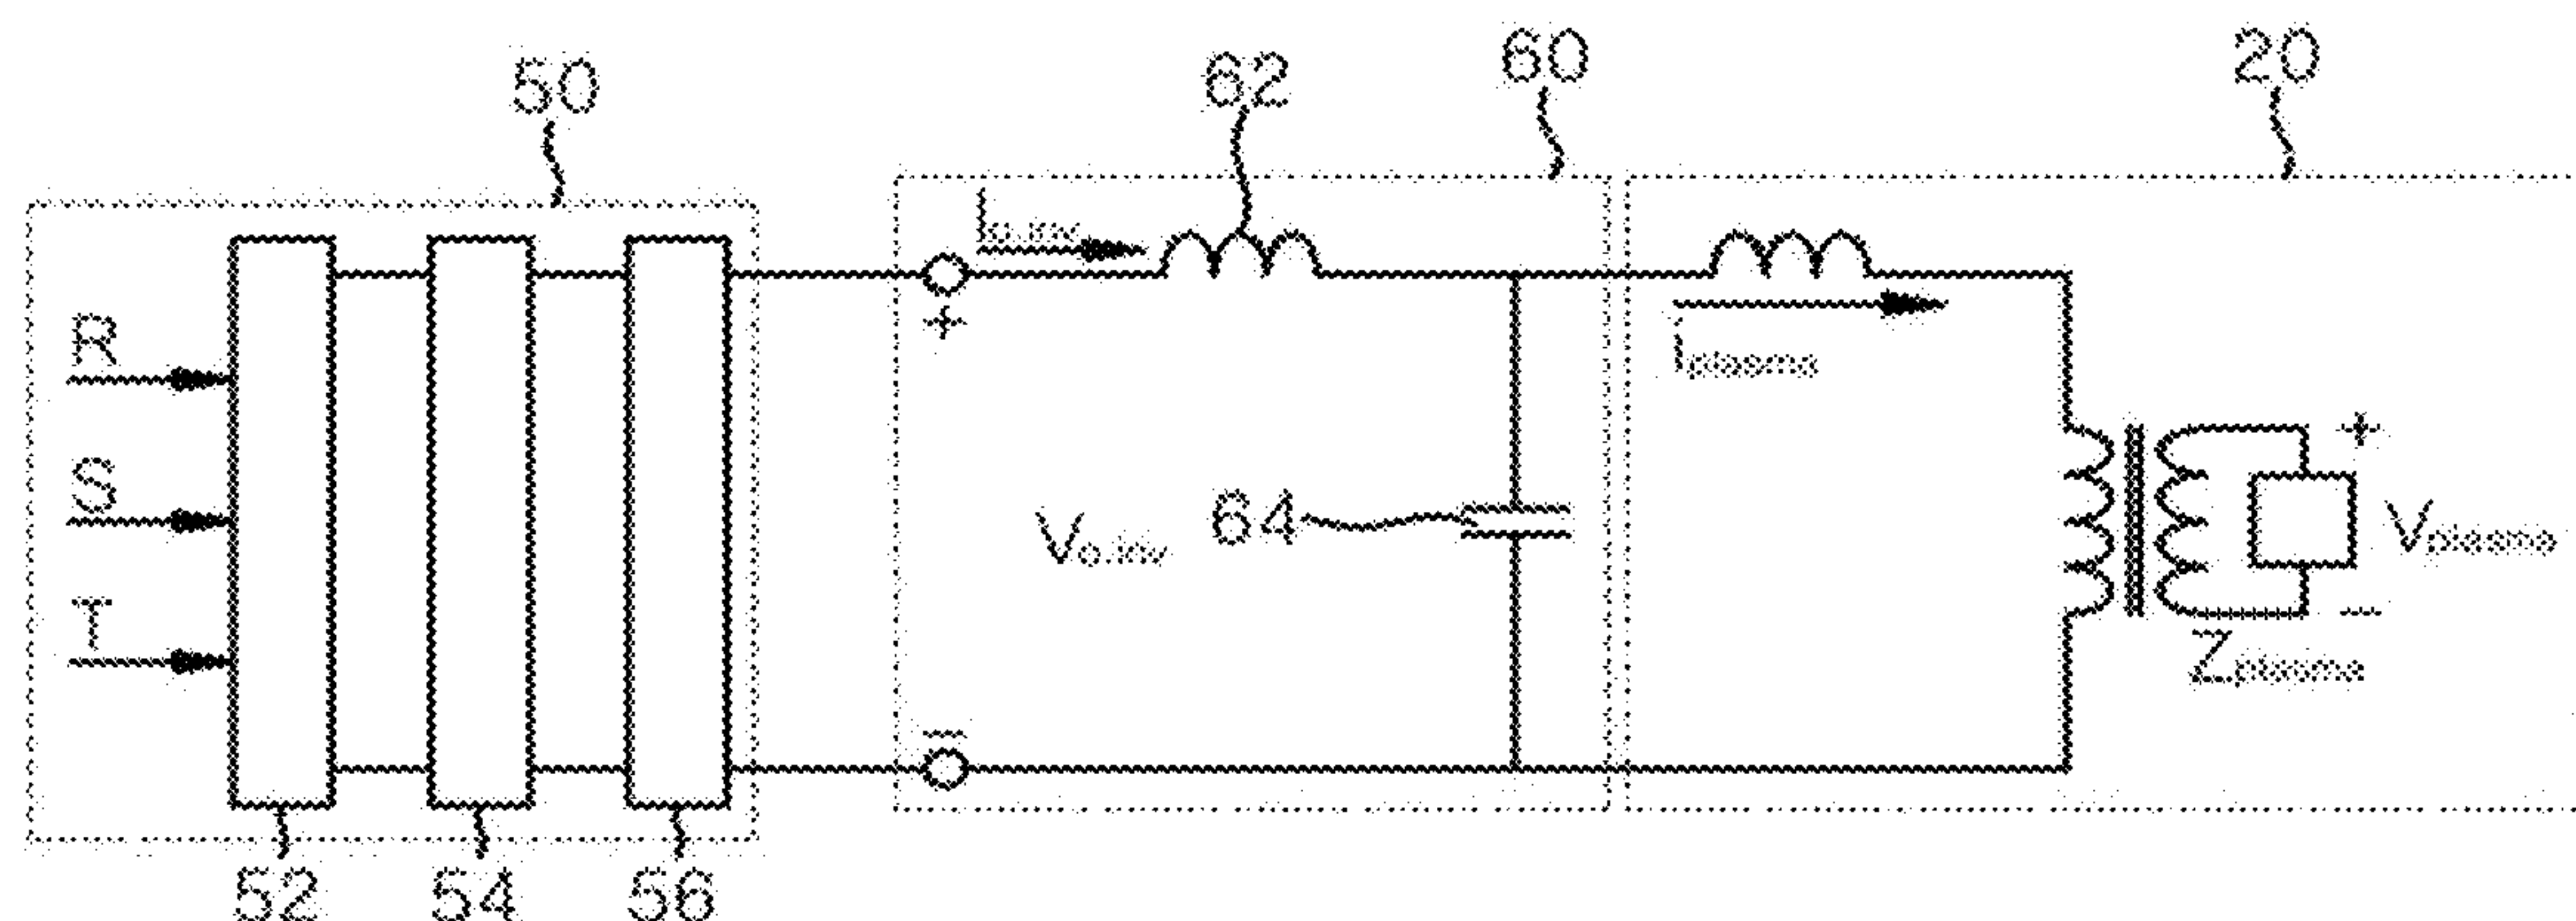 50
62
60
20
Io.inv
R
+
Iplasma
S
T
Vo.inv
64
+
Vplasma
−
Zplasma
−
52
54
56